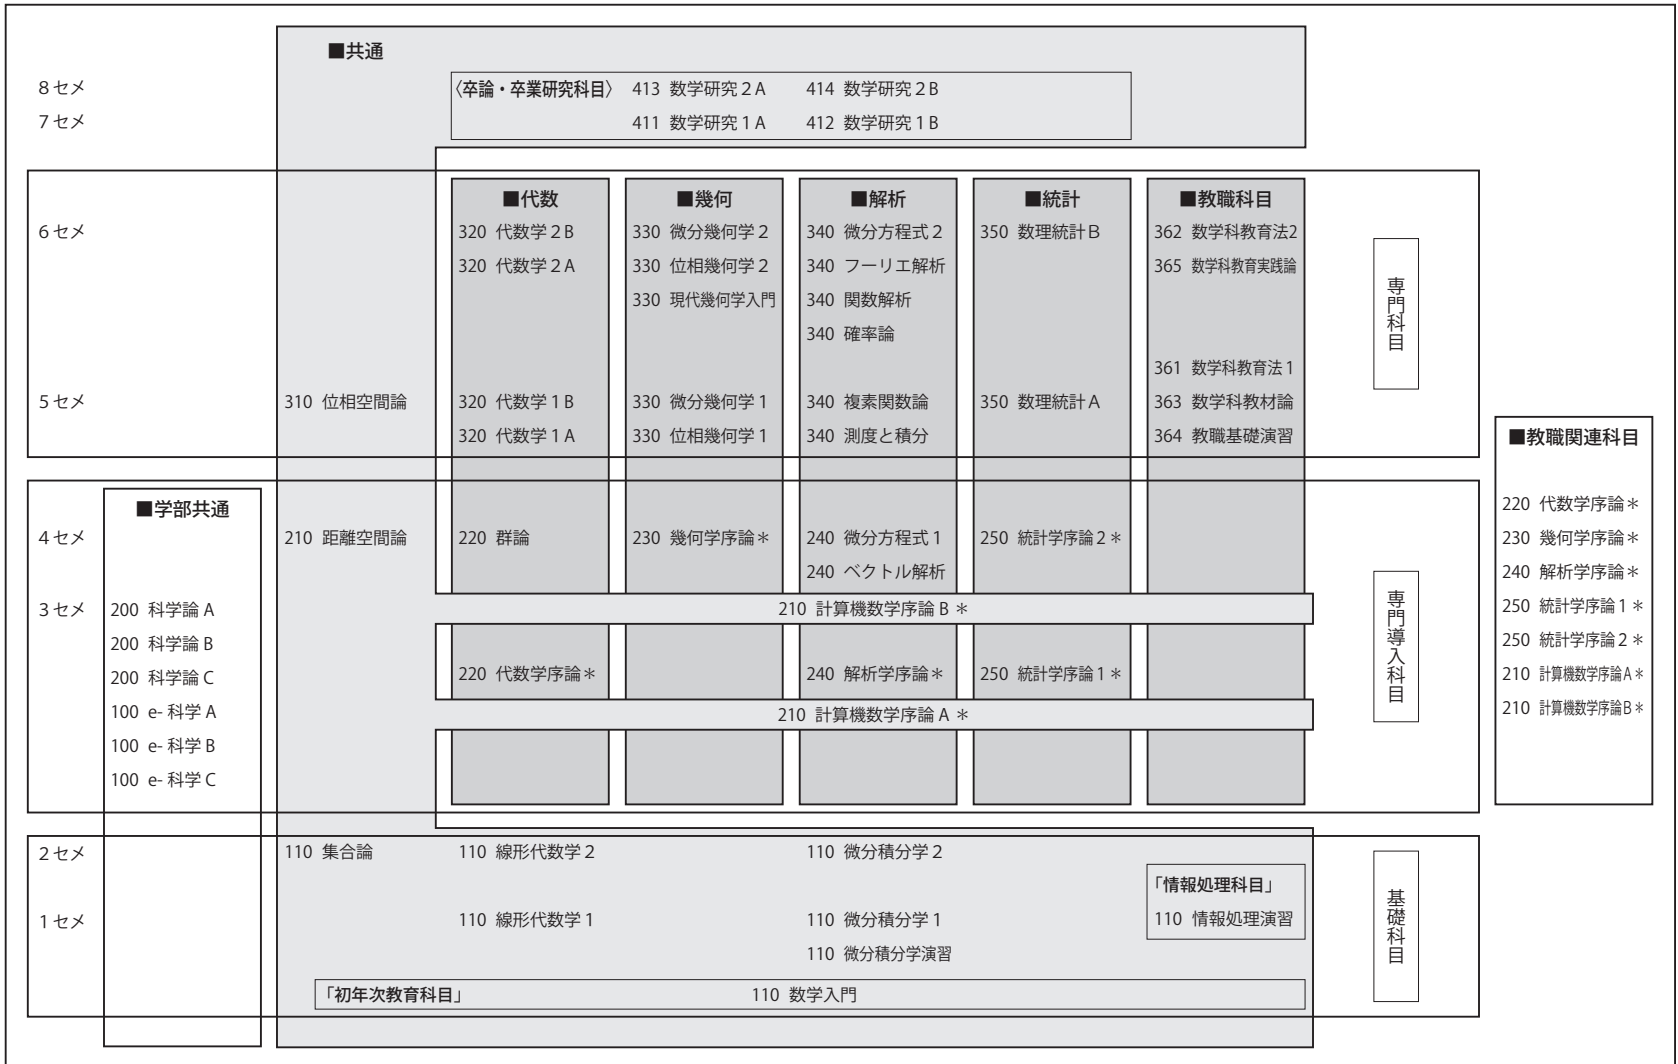 ■共通
8セメ 〈卒論・卒業研究科目〉 413 数学研究2A 414 数学研究2B
7セメ 411 数学研究1A 412 数学研究1B
■代数 ■幾何 ■解析 ■統計 ■教職科目
6セメ 320 代数学2B 330 微分幾何学2 340 微分方程式2 350 数理統計B 362 数学科教育法2
320 代数学2A 330 位相幾何学2 340 フーリエ解析 365 数学科教育実践論
330 現代幾何学入門 340 関数解析
専門科目
340 確率論
361 数学科教育法1
5セメ 310 位相空間論 320 代数学1B 330 微分幾何学1 340 複素関数論 350 数理統計A 363 数学科教材論
320 代数学1A 330 位相幾何学1 340 測度と積分 364 教職基礎演習
■教職関連科目
220 代数学序論＊
230 幾何学序論＊
240 解析学序論＊
250 統計学序論1＊
250 統計学序論2＊
210 計算機数学序論A＊
210 計算機数学序論B＊
■学部共通
4セメ 210 距離空間論 220 群論 230 幾何学序論＊ 240 微分方程式1 250 統計学序論2＊
240 ベクトル解析
3セメ 200 科学論 A 210 計算機数学序論 B ＊
200 科学論 B
専門導入科目
200 科学論 C 220 代数学序論＊ 240 解析学序論＊ 250 統計学序論1＊
100 e- 科学 A 210 計算機数学序論 A ＊
100 e- 科学 B
100 e- 科学 C
2セメ 110 集合論 110 線形代数学2 110 微分積分学2
「情報処理科目」
1セメ 110 線形代数学1 110 微分積分学1 110 情報処理演習
基礎科目
110 微分積分学演習
「初年次教育科目」 110 数学入門